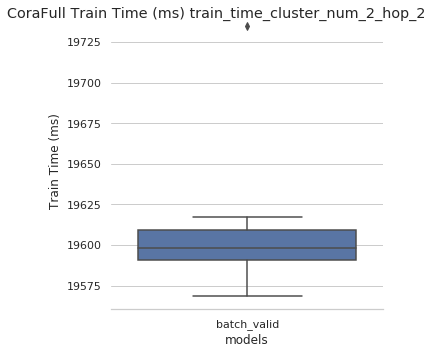 CoraFull Train Time (ms) train_time_cluster_num_2_hop_2
19725
19700
19675
19650
19625
19600
19575
Train Time (ms)
batch_valid
models